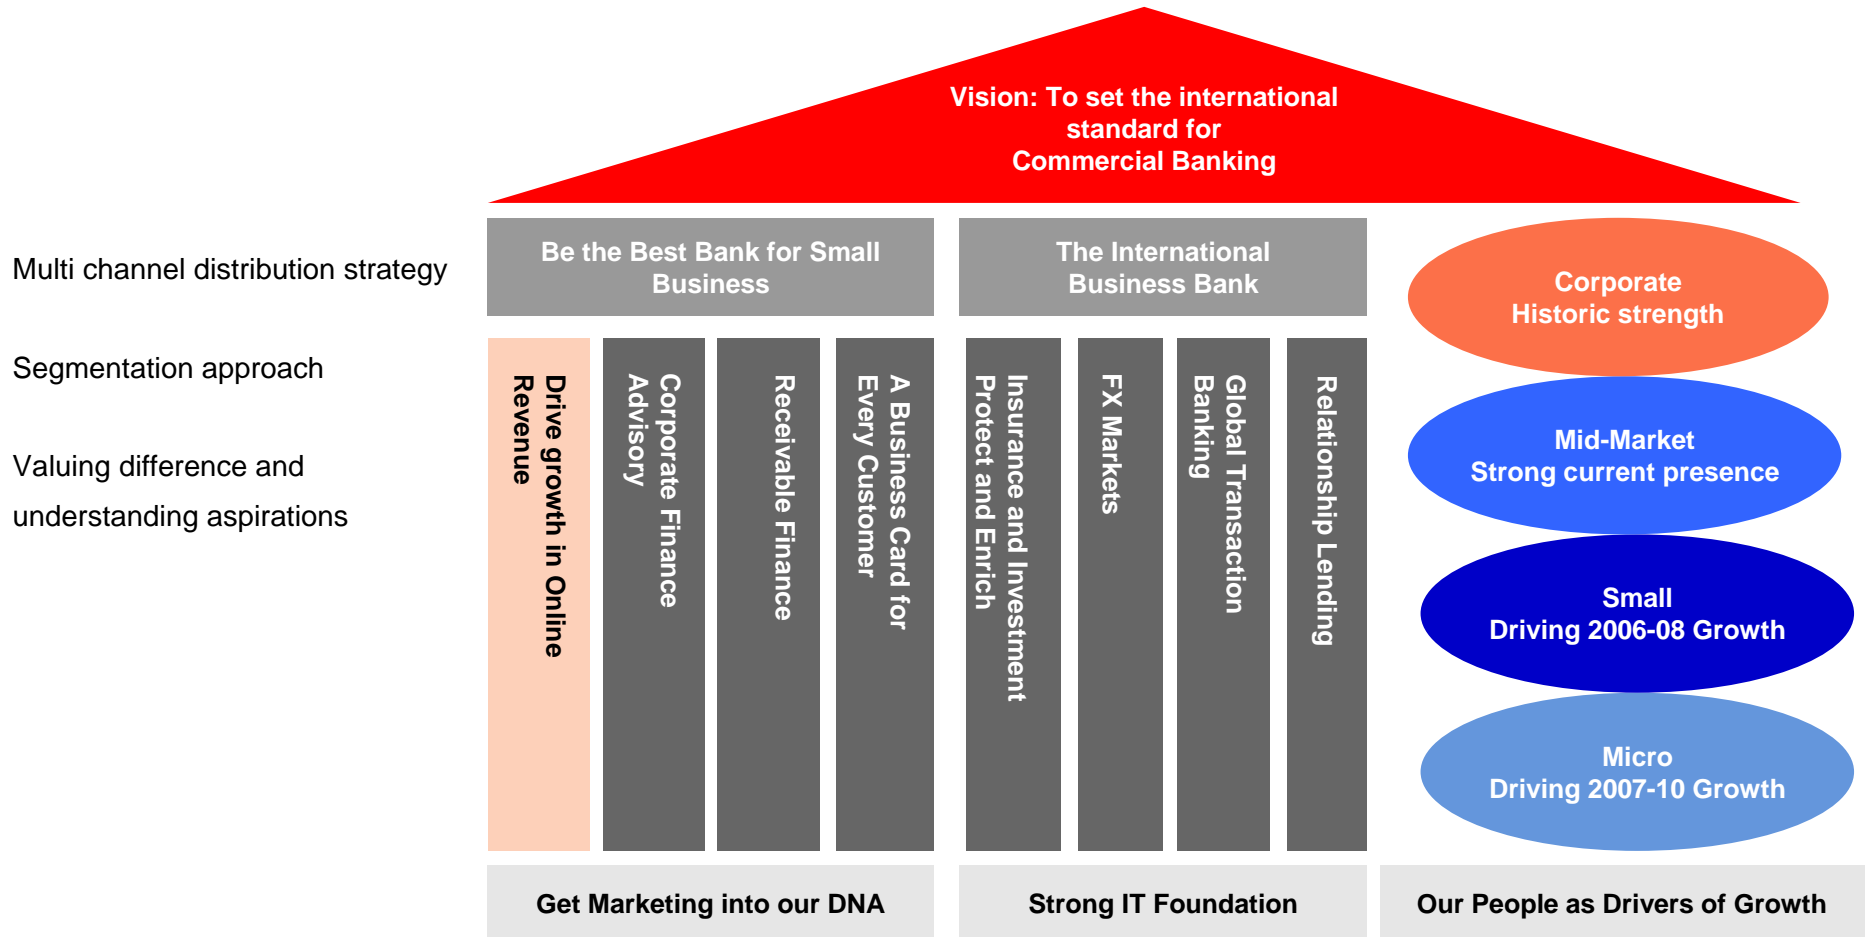 Vision: To set the international
standard for
Commercial Banking
Multi channel distribution strategy
Segmentation approach
Valuing difference and
understanding aspirations
Be the Best Bank for Small
Business
The International
Business Bank
Drive growth in Online
Revenue
Corporate Finance
Advisory
Receivable Finance
A Business Card for
Every Customer
Insurance and Investment
Protect and Enrich
FX Markets
Global Transaction
Banking
Relationship Lending
Corporate
Historic strength
Mid-Market
Strong current presence
Small
Driving 2006-08 Growth
Micro
Driving 2007-10 Growth
Get Marketing into our DNA
Strong IT Foundation
Our People as Drivers of Growth